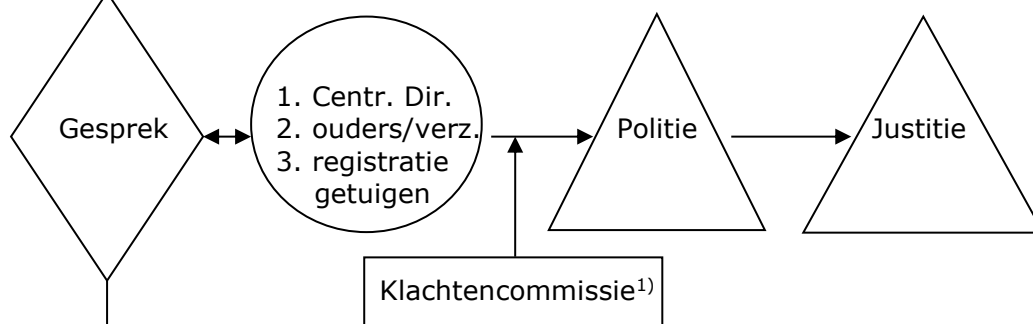 Gesprek
1. Centr. Dir.
2. ouders/verz.
3. registratie
getuigen
Politie
Justitie
Klachtencommissie1)